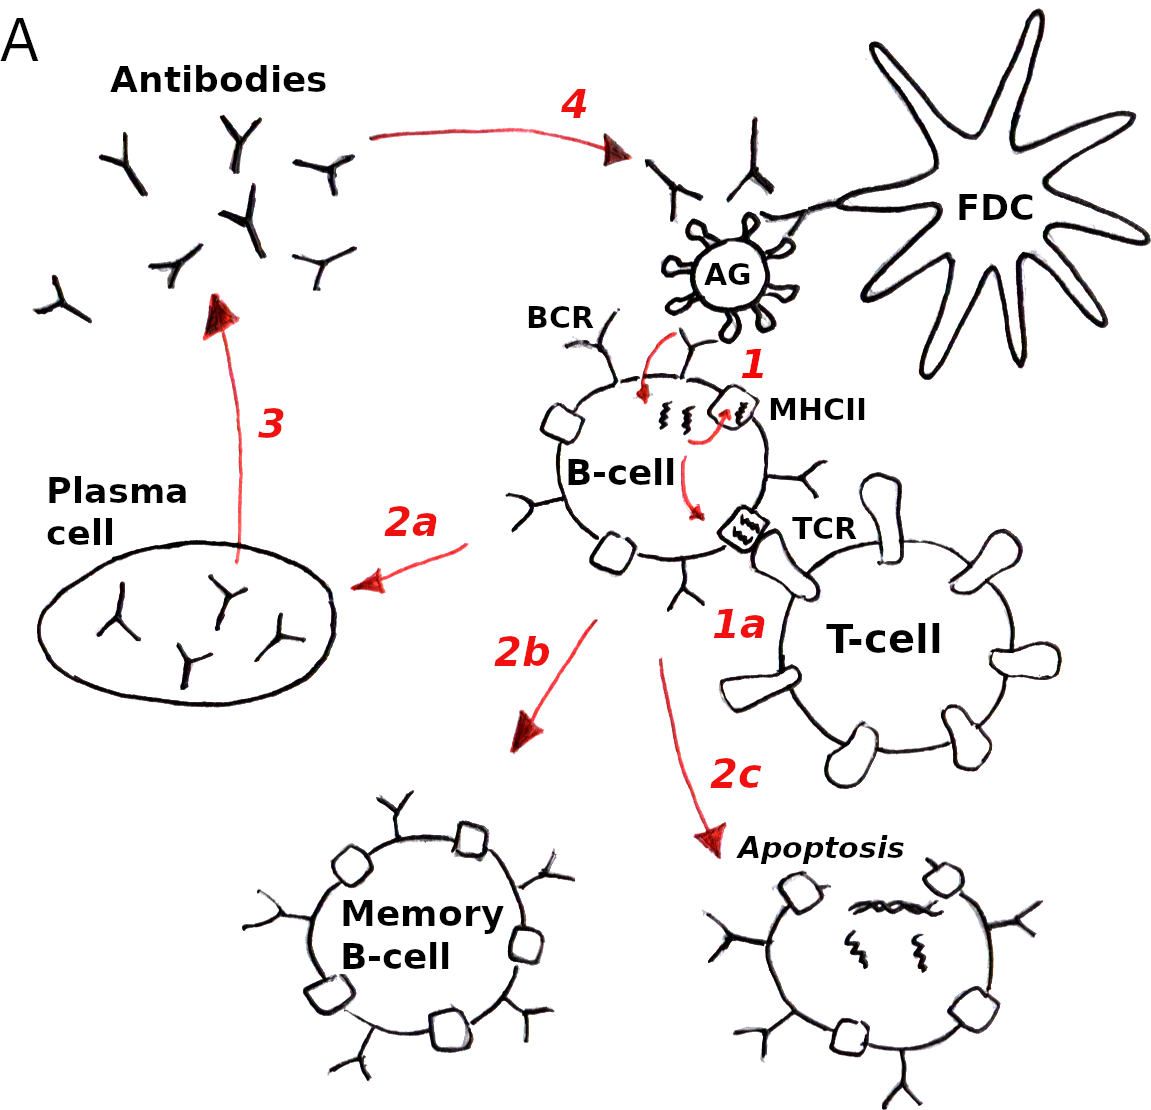 A
Antibodies
4
FDC
AG
BCR
1
MHCII
3
B-cell
Plasma
cell
2a
TCR
1a
T-cell
2b
2c
Apoptosis
Memory
B-cell